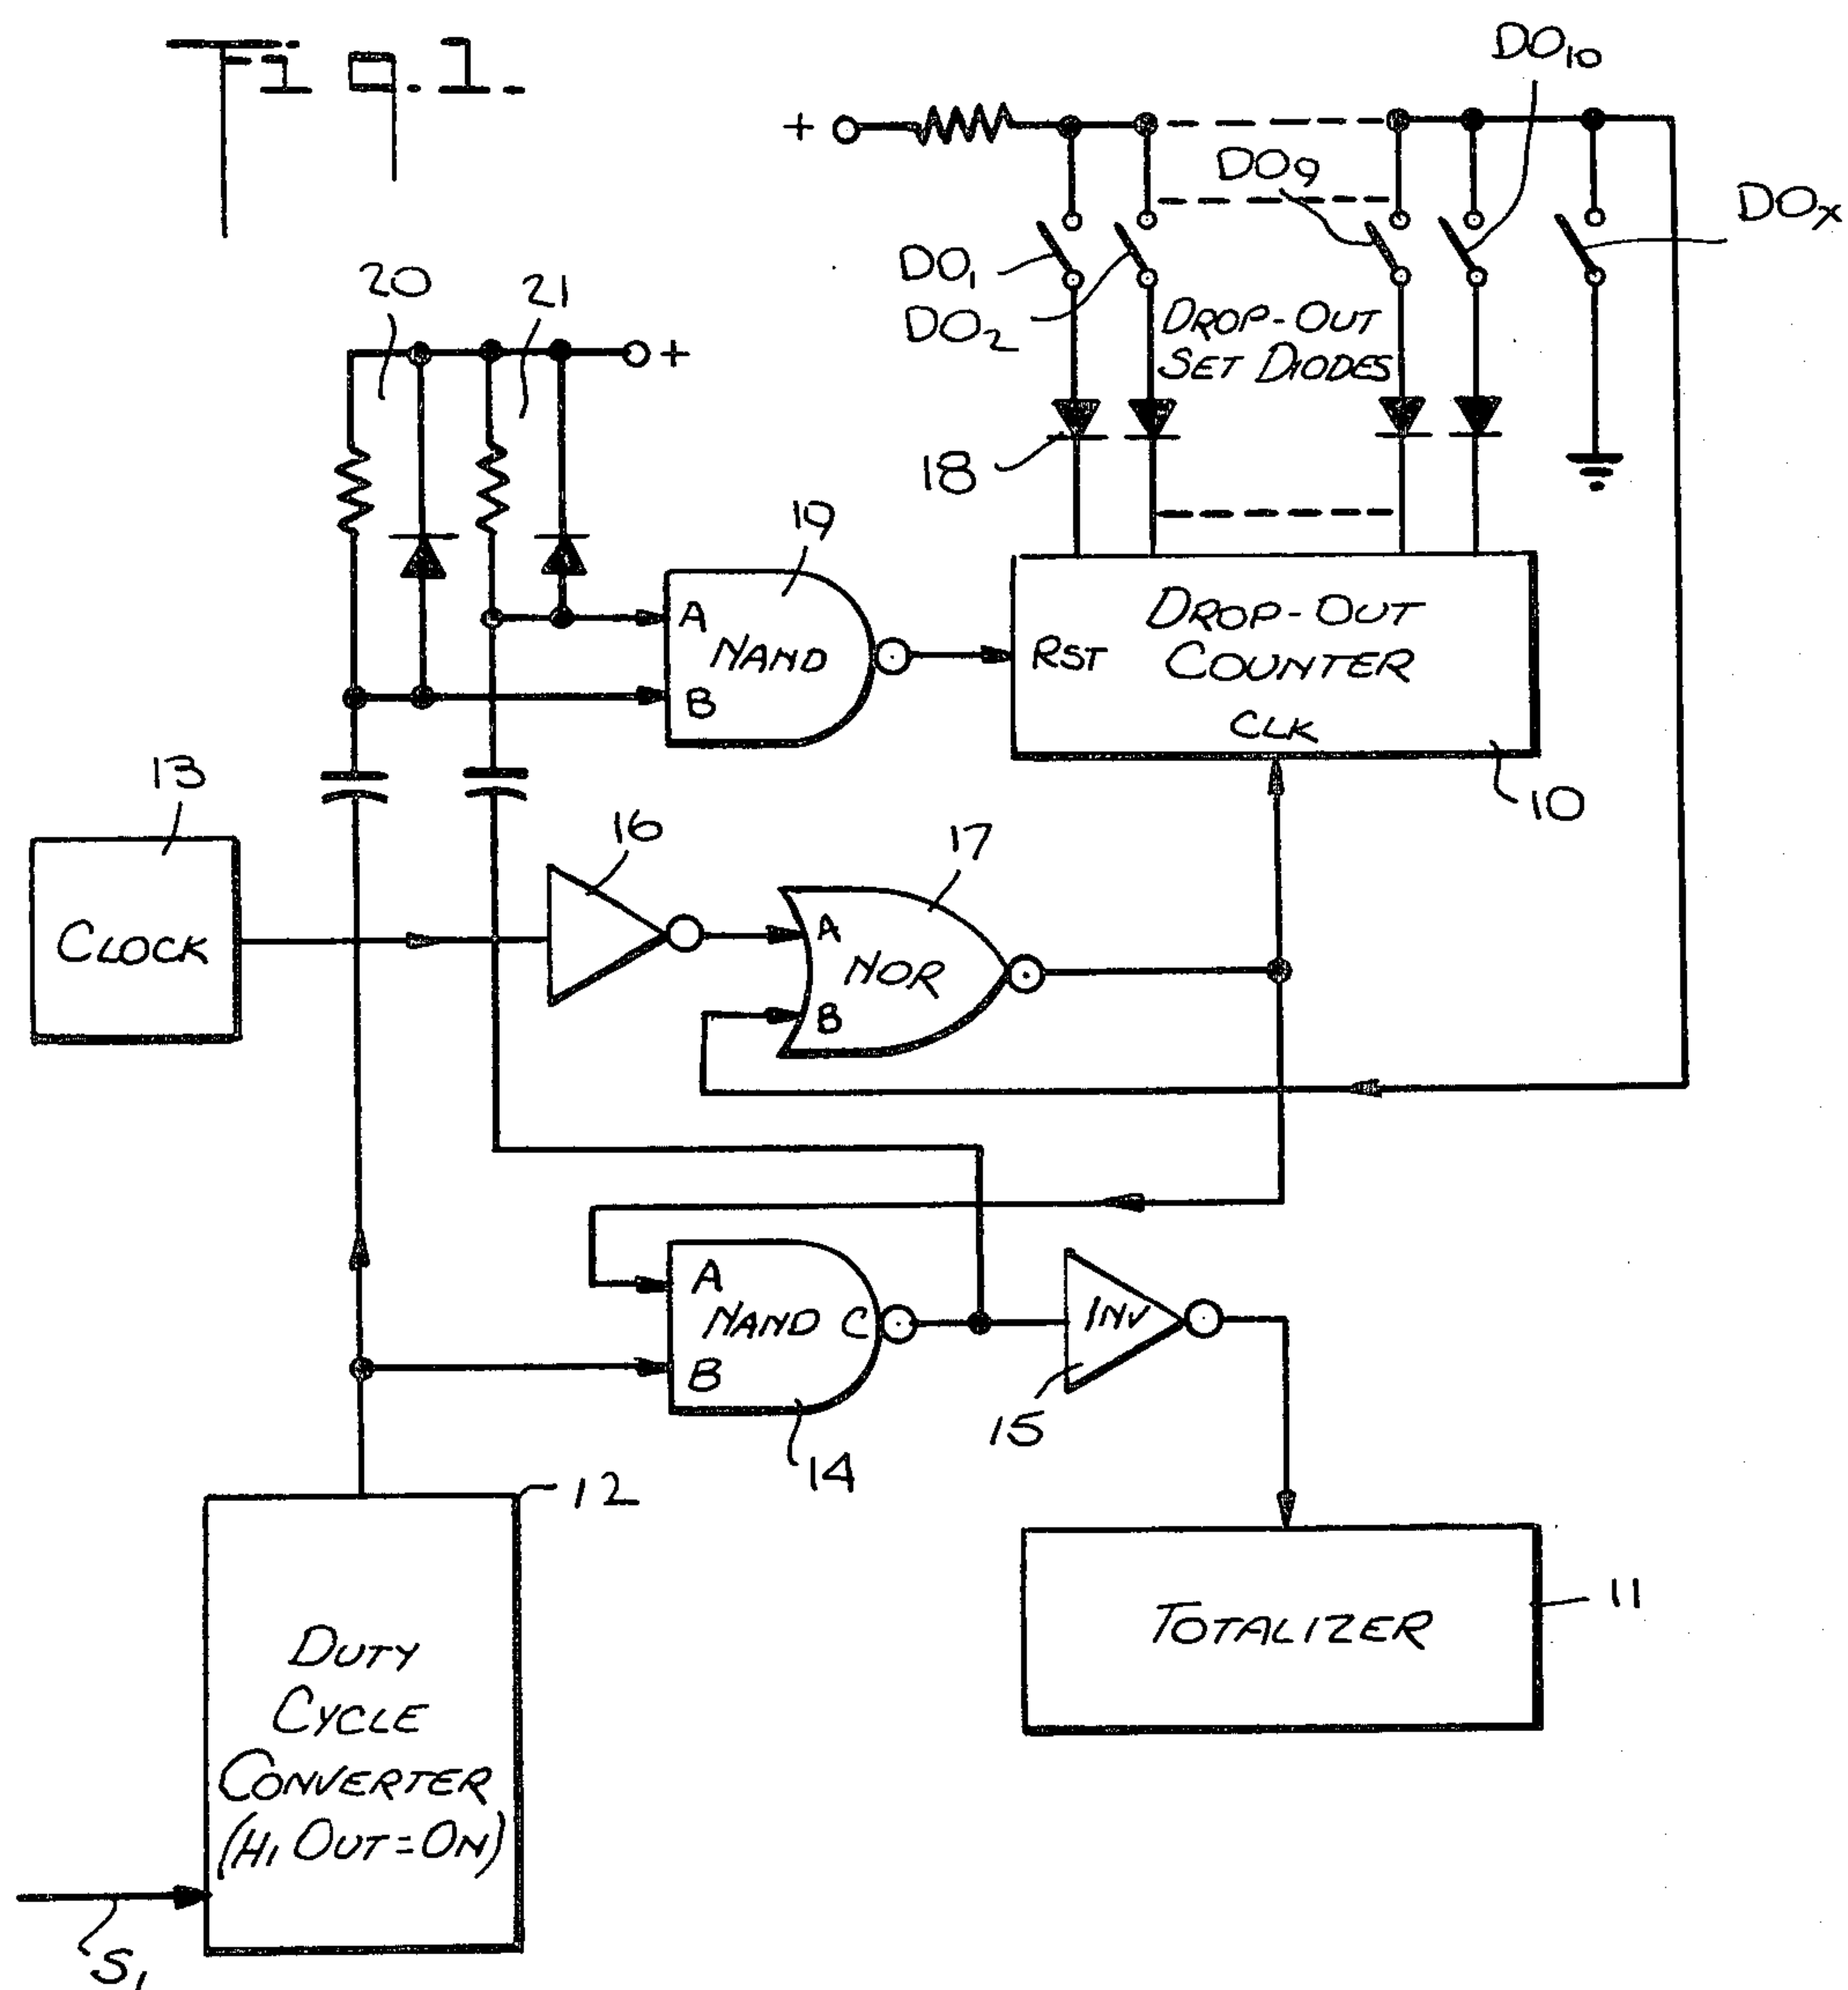 Fig. 1.
DO10
+
DO9
DOX
DO1
DO2
DROP-OUT
SET DIODES
20
21
+
18
19
A
NAND
B
RST
DROP-OUT
COUNTER
CLK
10
13
CLOCK
16
17
A
NOR
B
A
NAND C
B
14
INV
15
12
DUTY
CYCLE
CONVERTER
(HI OUT=ON)
S1
TOTALIZER
11